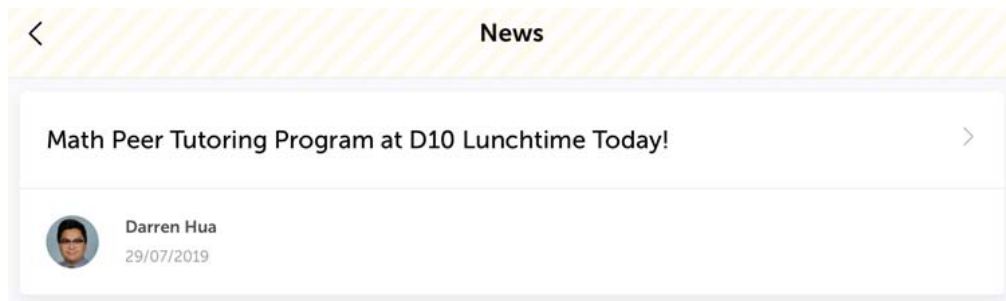 News
Math Peer Tutoring Program at D10 Lunchtime Today!
Darren Hua
29/07/2019